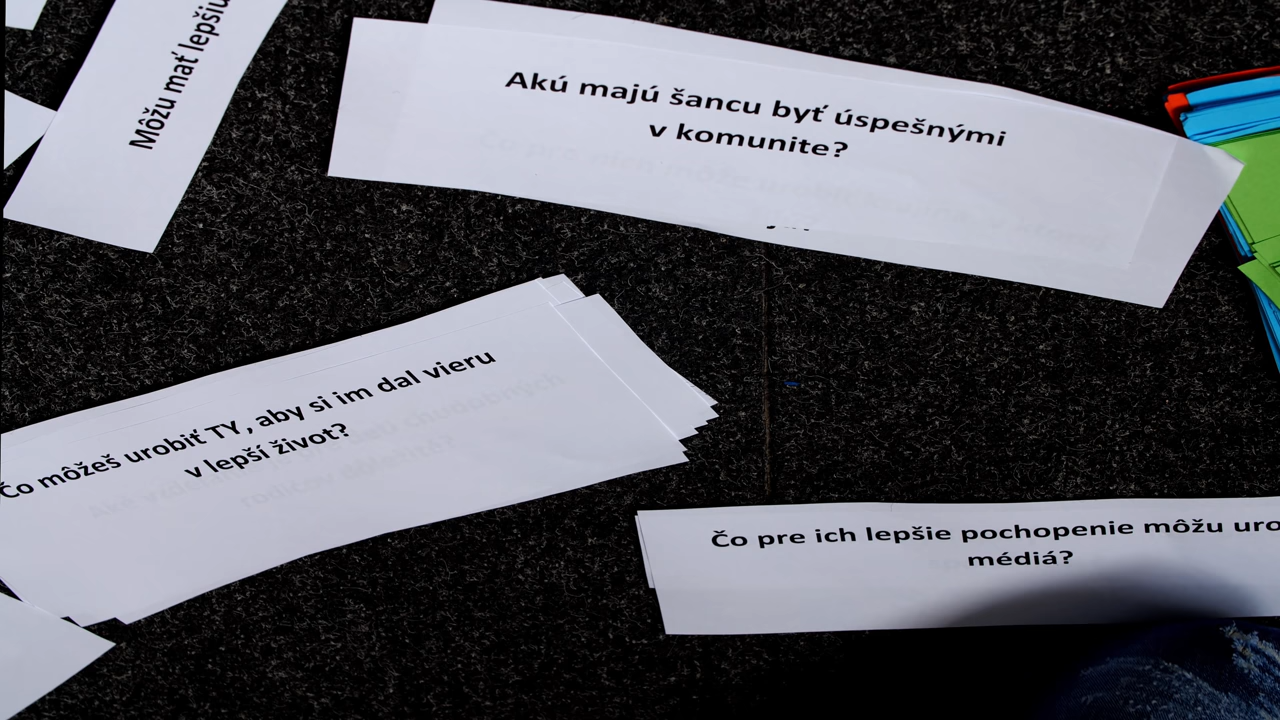 Môžu mať lepšiu
Akú majú šancu byť úspešnými
v komunite?
Čo môžeš urobiť TY, aby si im dal vieru
v lepší život?
Čo pre ich lepšie pochopenie môžu uro
médiá?